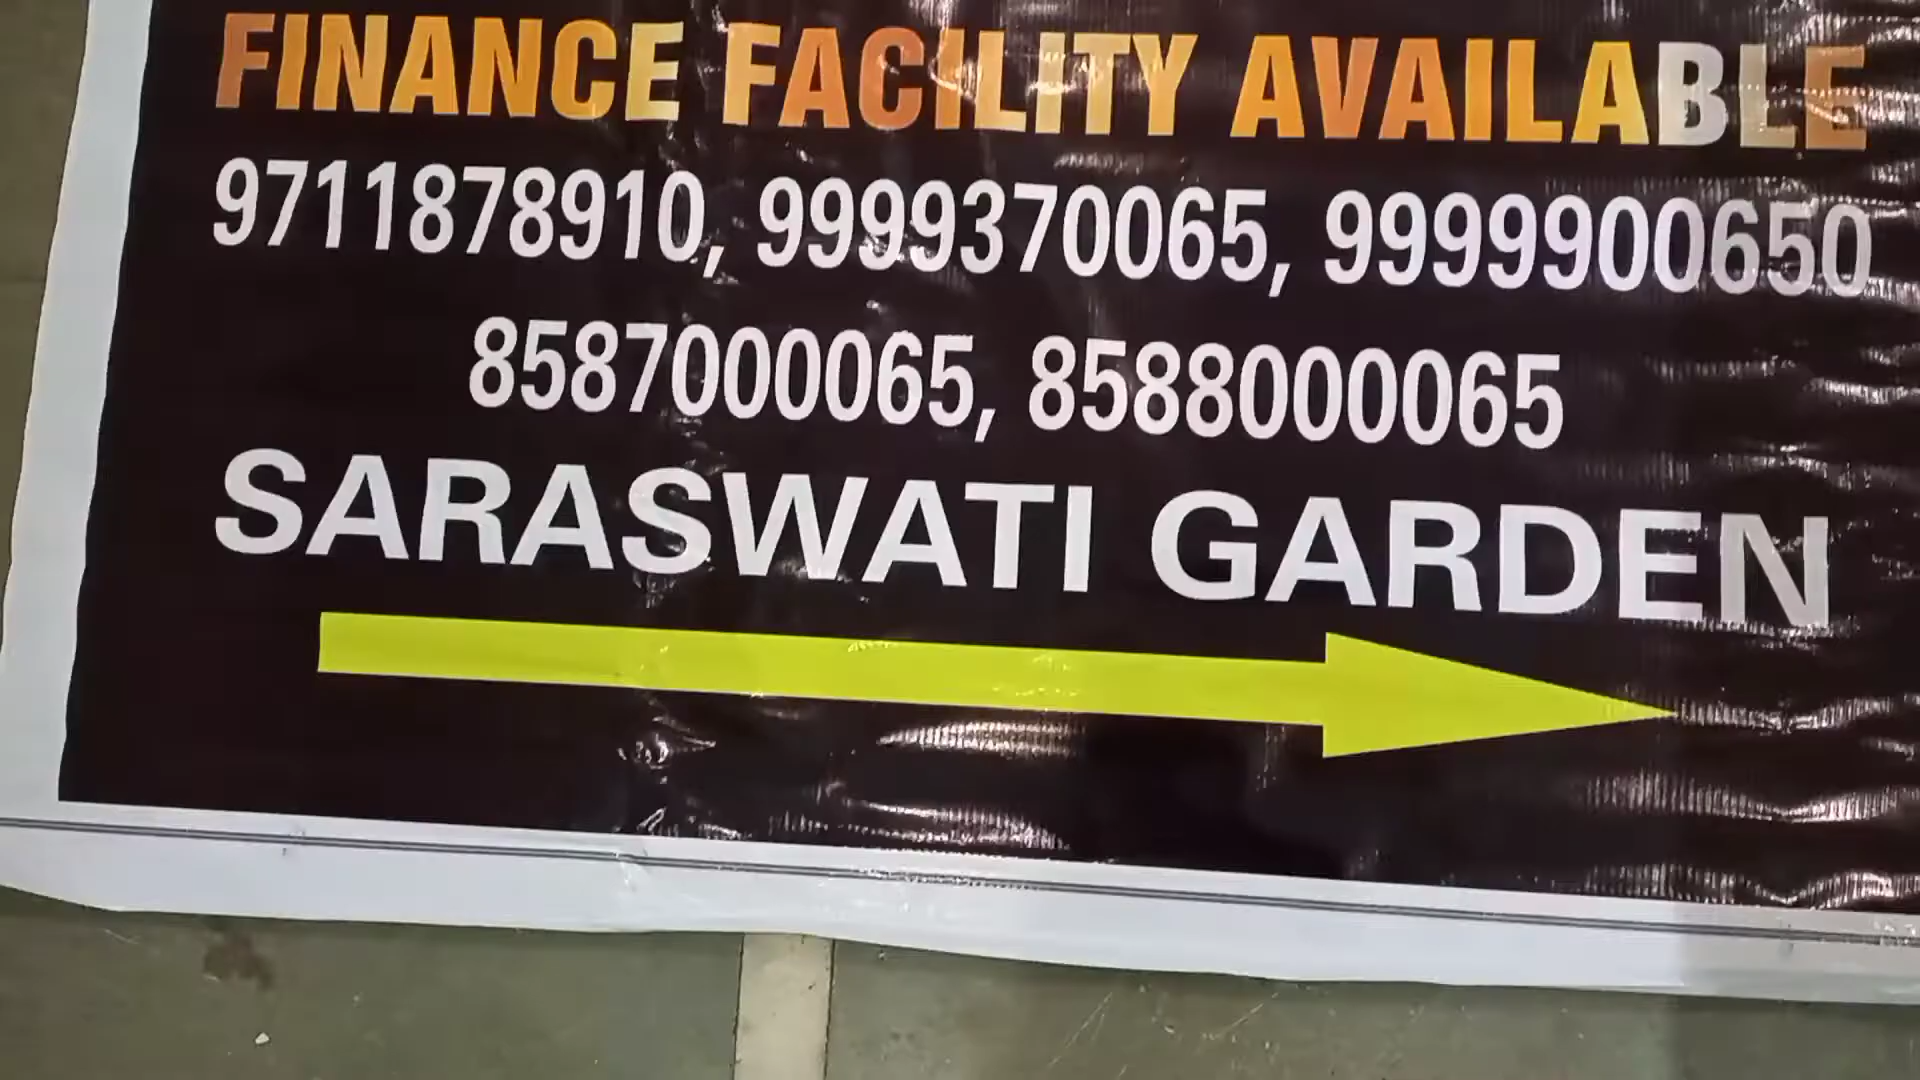 FINANCE FACILITY AVAILABLE
9711878910, 9999370065, 9999900650
8587000065, 8588000065
SARASWATI GARDEN